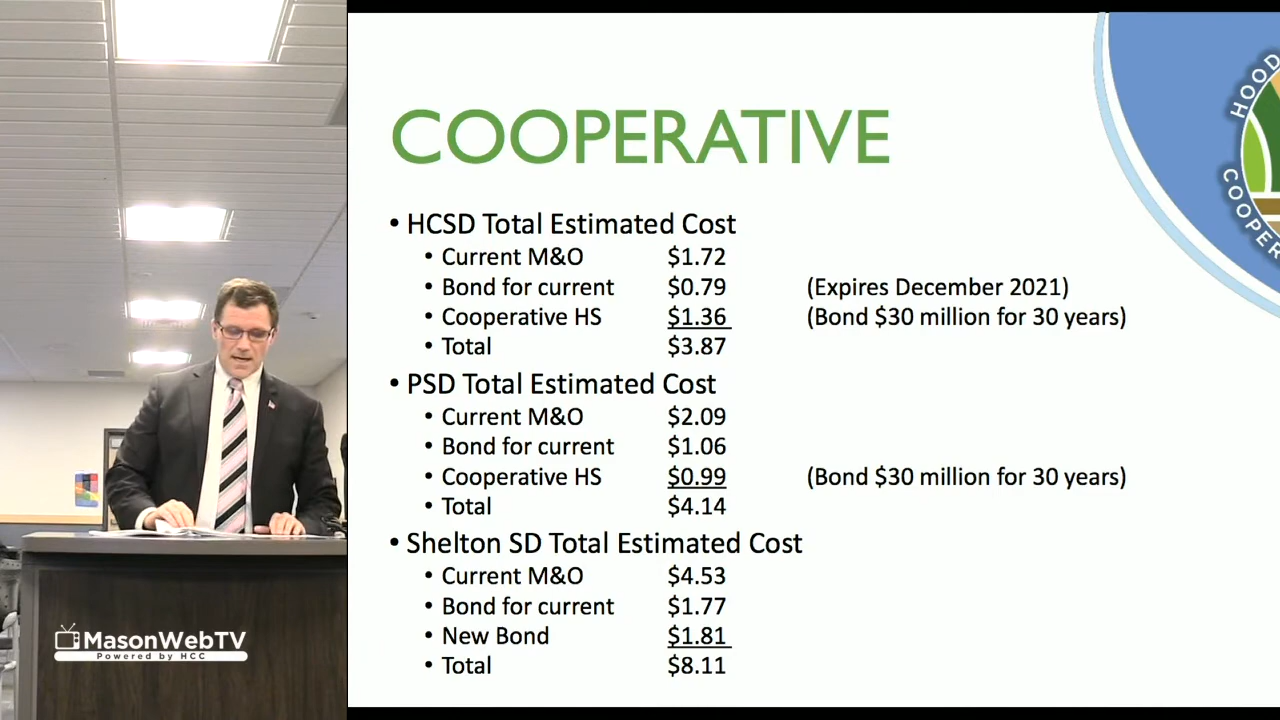 COOPERATIVE
• HCSD Total Estimated Cost
• Current M&O $1.72
• Bond for current $0.79 (Expires December 2021)
• Cooperative HS $1.36 (Bond $30 million for 30 years)
• Total $3.87
• PSD Total Estimated Cost
• Current M&O $2.09
• Bond for current $1.06
• Cooperative HS $0.99 (Bond $30 million for 30 years)
• Total $4.14
• Shelton SD Total Estimated Cost
• Current M&O $4.53
• Bond for current $1.77
• New Bond $1.81
• Total $8.11
HOOD
COOPER
MasonWebTV
Powered by HCC